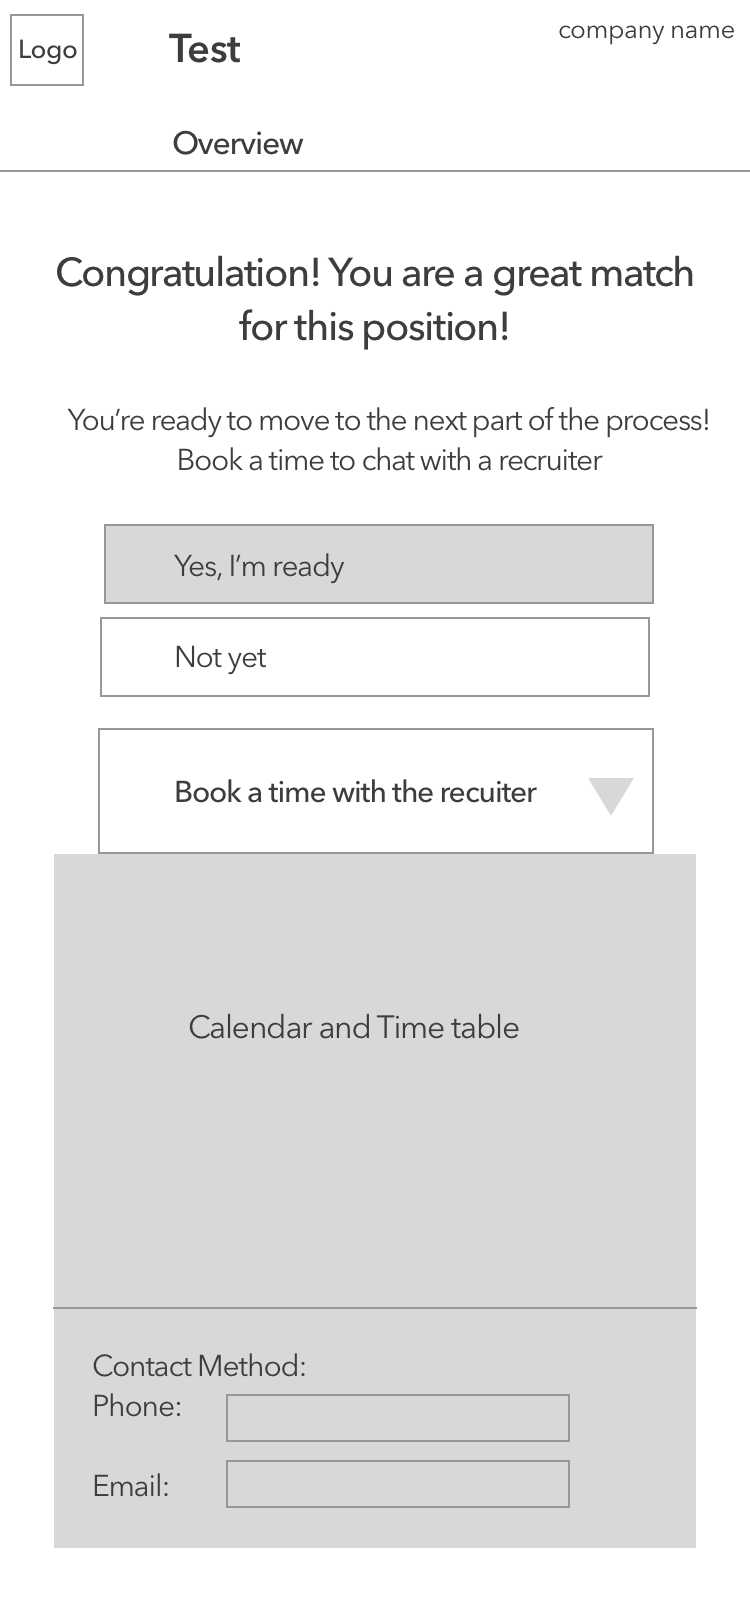 Logo
Test
company name
Overview
Congratulation! You are a great match
for this position!
You’re ready to move to the next part of the process!
Book a time to chat with a recruiter
Yes, I’m ready
Not yet
Book a time with the recuiter
Calendar and Time table
Contact Method:
Phone:
Email: